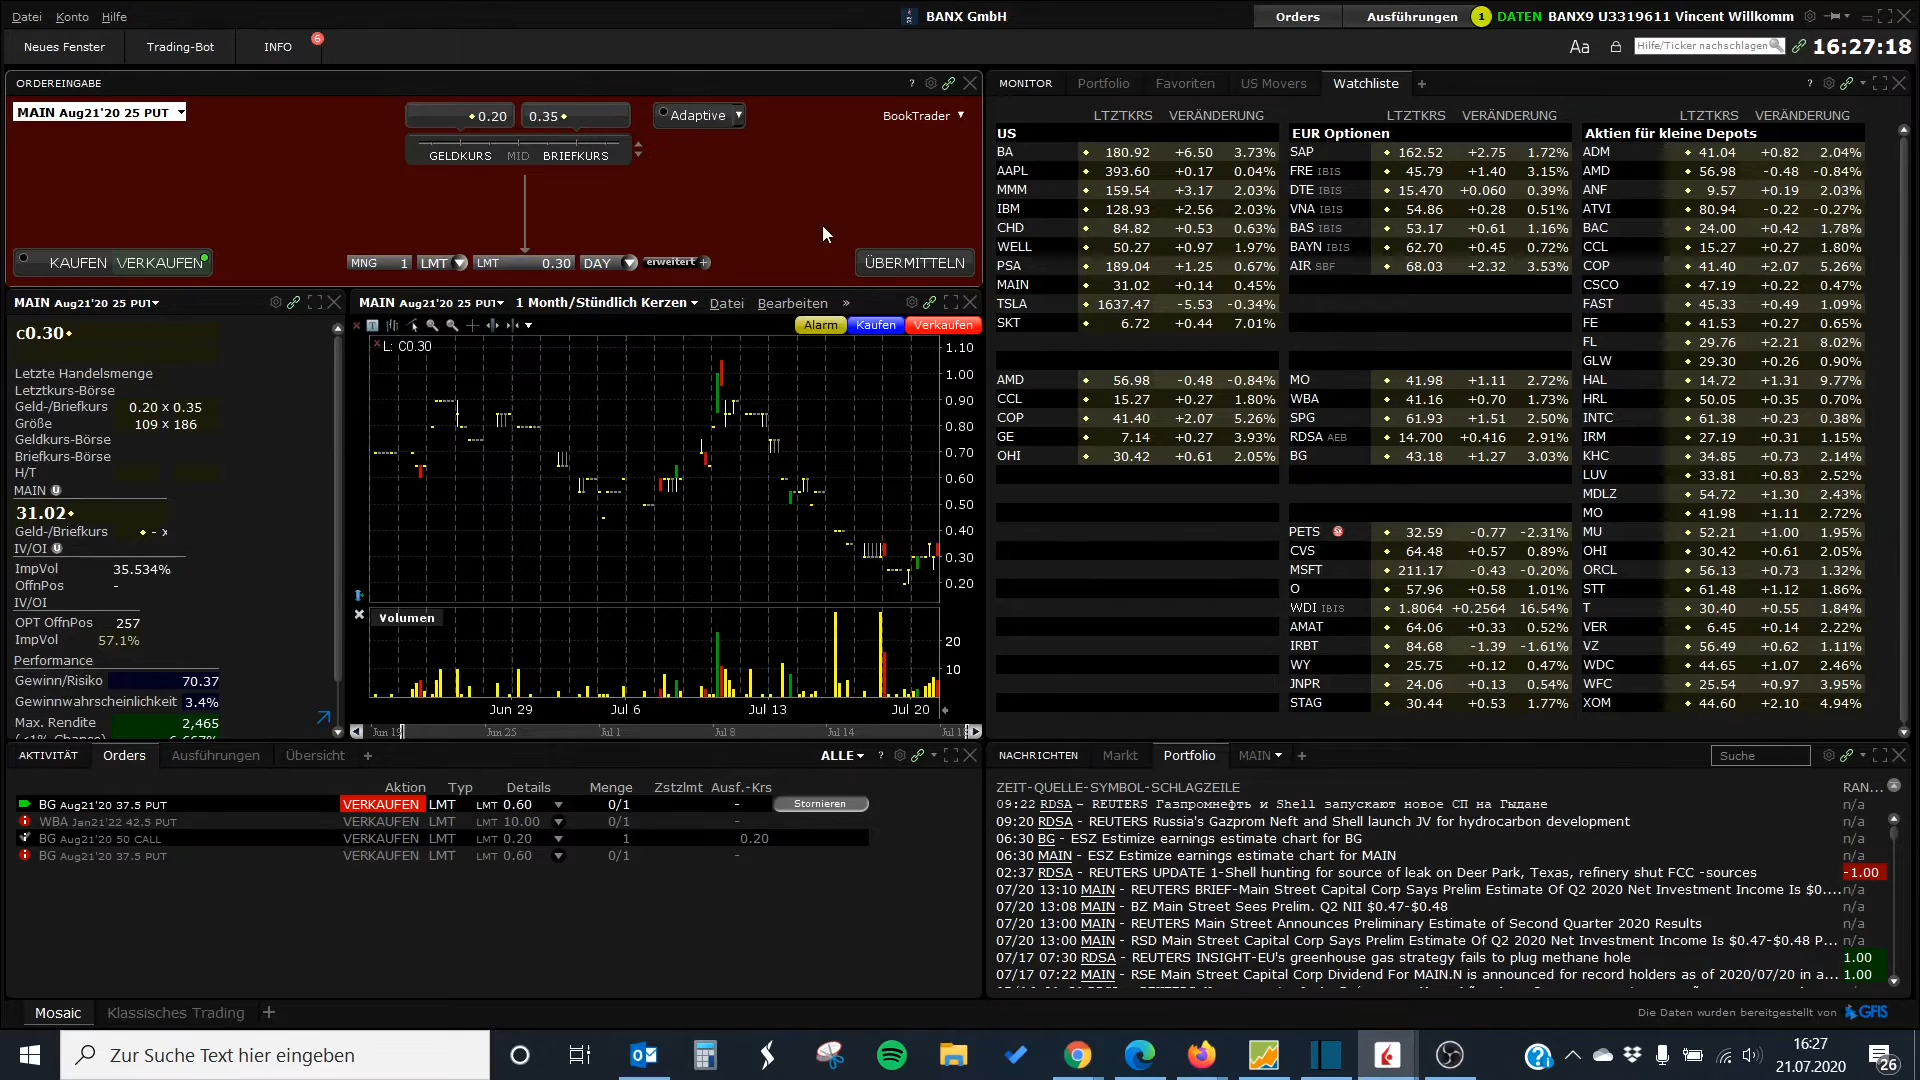 Datei Konto Hilfe
BANX GmbH
Orders Ausführungen 1 DATEN BANX9 U3319611 Vincent Willkomm
Neues Fenster Trading-Bot INFO 6
Aa Hilfe/Ticker nachschlagen 16:27:18
ORDEREINGABE ?
MAIN Aug21'20 25 PUT
0.20 0.35 Adaptive BookTrader
GELDKURS MID BRIEFKURS
KAUFEN VERKAUFEN MNG 1 LMT LMT 0.30 DAY erweitert + ÜBERMITTELN
MAIN Aug21'20 25 PUT
c0.30
Letzte Handelsmenge
Letztkurs-Börse
Geld-/Briefkurs 0.20 x 0.35
Größe 109 x 186
Geldkurs-Börse
Briefkurs-Börse
H/T
MAIN U
31.02
Geld-/Briefkurs - x
IV/OI U
ImpVol 35.534%
OffnPos -
IV/OI
OPT OffnPos 257
ImpVol 57.1%
Performance
Gewinn/Risiko 70.37
Gewinnwahrscheinlichkeit 3.4%
Max. Rendite 2,465
MAIN Aug21'20 25 PUT 1 Month/Stündlich Kerzen Datei Bearbeiten »
Alarm Kaufen Verkaufen
L: C0.30
1.10
1.00
0.90
0.80
0.70
0.60
0.50
0.40
0.30
0.20
Volumen
20
10
Jun 29 Jul 6 Jul 13 Jul 20
Jun 19 Jun 25 Jul 1 Jul 8 Jul 14 Jul 18
MONITOR Portfolio Favoriten US Movers Watchliste + ?
LTZTKRS VERÄNDERUNG LTZTKRS VERÄNDERUNG LTZTKRS VERÄNDERUNG
US EUR Optionen Aktien für kleine Depots
BA 180.92 +6.50 3.73% SAP 162.52 +2.75 1.72% ADM 41.04 +0.82 2.04%
AAPL 393.60 +0.17 0.04% FRE IBIS 45.79 +1.40 3.15% AMD 56.98 -0.48 -0.84%
MMM 159.54 +3.17 2.03% DTE IBIS 15.470 +0.060 0.39% ANF 9.57 +0.19 2.03%
IBM 128.93 +2.56 2.03% VNA IBIS 54.86 +0.28 0.51% ATVI 80.94 -0.22 -0.27%
CHD 84.82 +0.53 0.63% BAS IBIS 53.17 +0.61 1.16% BAC 24.00 +0.42 1.78%
WELL 50.27 +0.97 1.97% BAYN IBIS 62.70 +0.45 0.72% CCL 15.27 +0.27 1.80%
PSA 189.04 +1.25 0.67% AIR SBF 68.03 +2.32 3.53% COP 41.40 +2.07 5.26%
MAIN 31.02 +0.14 0.45% CSCO 47.19 +0.22 0.47%
TSLA 1637.47 -5.53 -0.34% FAST 45.33 +0.49 1.09%
SKT 6.72 +0.44 7.01% FE 41.53 +0.27 0.65%
FL 29.76 +2.21 8.02%
GLW 29.30 +0.26 0.90%
AMD 56.98 -0.48 -0.84% MO 41.98 +1.11 2.72% HAL 14.72 +1.31 9.77%
CCL 15.27 +0.27 1.80% WBA 41.16 +0.70 1.73% HRL 50.05 +0.35 0.70%
COP 41.40 +2.07 5.26% SPG 61.93 +1.51 2.50% INTC 61.38 +0.23 0.38%
GE 7.14 +0.27 3.93% RDSA AEB 14.700 +0.416 2.91% IRM 27.19 +0.31 1.15%
OHI 30.42 +0.61 2.05% BG 43.18 +1.27 3.03% KHC 34.85 +0.73 2.14%
LUV 33.81 +0.83 2.52%
MDLZ 54.72 +1.30 2.43%
MO 41.98 +1.11 2.72%
PETS 32.59 -0.77 -2.31% MU 52.21 +1.00 1.95%
CVS 64.48 +0.57 0.89% OHI 30.42 +0.61 2.05%
MSFT 211.17 -0.43 -0.20% ORCL 56.13 +0.73 1.32%
O 57.96 +0.58 1.01% STT 61.48 +1.12 1.86%
WDI IBIS 1.8064 +0.2564 16.54% T 30.40 +0.55 1.84%
AMAT 64.06 +0.33 0.52% VER 6.45 +0.14 2.22%
IRBT 84.68 -1.39 -1.61% VZ 56.49 +0.62 1.11%
WY 25.75 +0.12 0.47% WDC 44.65 +1.07 2.46%
JNPR 24.06 +0.13 0.54% WFC 25.54 +0.97 3.95%
STAG 30.44 +0.53 1.77% XOM 44.60 +2.10 4.94%
AKTIVITÄT Orders Ausführungen Übersicht + ALLE ?
Aktion Typ Details Menge Zstzlmt Ausf.-Krs
BG Aug21'20 37.5 PUT VERKAUFEN LMT LMT 0.60 0/1 - Stornieren
WBA Jan21'22 42.5 PUT VERKAUFEN LMT LMT 10.00 0/1 -
BG Aug21'20 50 CALL VERKAUFEN LMT LMT 0.20 1 0.20
BG Aug21'20 37.5 PUT VERKAUFEN LMT LMT 0.60 0/1 -
NACHRICHTEN Markt Portfolio MAIN + Suche
ZEIT-QUELLE-SYMBOL-SCHLAGZEILE RAN...
09:22 RDSA – REUTERS Газпромнефть и Shell запускают новое СП на Гыдане n/a
09:20 RDSA – REUTERS Russia's Gazprom Neft and Shell launch JV for hydrocarbon development n/a
06:30 BG - ESZ Estimize earnings estimate chart for BG n/a
06:30 MAIN - ESZ Estimize earnings estimate chart for MAIN n/a
02:37 RDSA - REUTERS UPDATE 1-Shell hunting for source of leak on Deer Park, Texas, refinery shut FCC -sources -1.00
07/20 13:10 MAIN - REUTERS BRIEF-Main Street Capital Corp Says Prelim Estimate Of Q2 2020 Net Investment Income Is $0.... n/a
07/20 13:08 MAIN - BZ Main Street Sees Prelim. Q2 NII $0.47-$0.48 n/a
07/20 13:00 MAIN - REUTERS Main Street Announces Preliminary Estimate of Second Quarter 2020 Results n/a
07/20 13:00 MAIN - RSD Main Street Capital Corp Says Prelim Estimate Of Q2 2020 Net Investment Income Is $0.47-$0.48 P... n/a
07/17 07:30 RDSA - REUTERS INSIGHT-EU's greenhouse gas strategy fails to plug methane hole 1.00
07/17 07:22 MAIN - RSE Main Street Capital Corp Dividend For MAIN.N is announced for record holders as of 2020/07/20 in a... 1.00
Mosaic Klassisches Trading +
Die Daten wurden bereitgestellt von GFIS
Zur Suche Text hier eingeben
16:27
21.07.2020
26